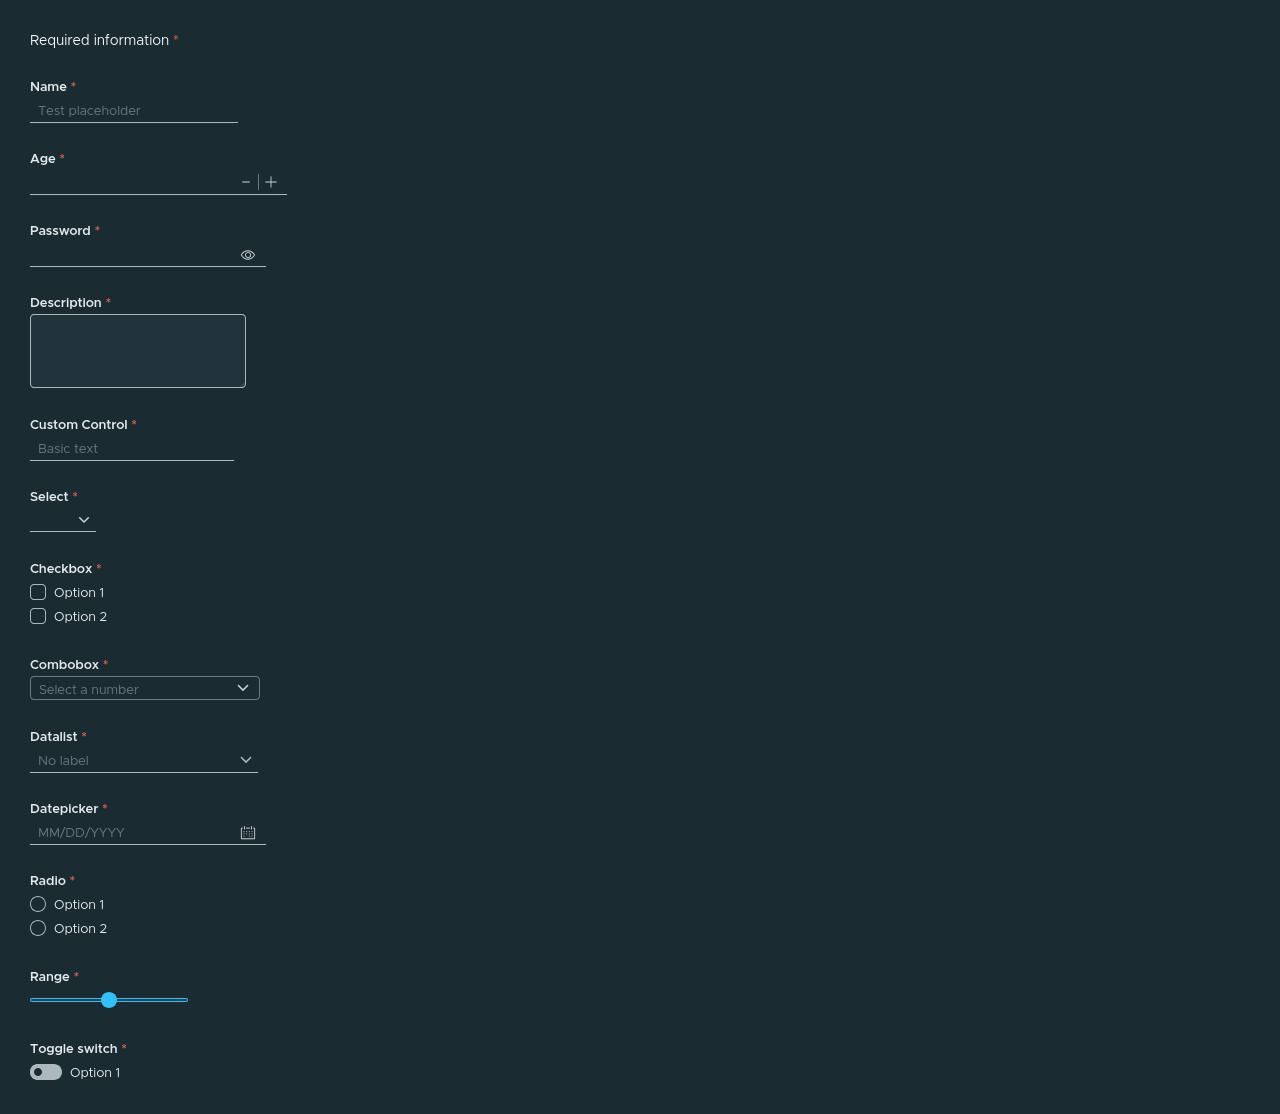 Required information *
Name *
Test placeholder
Age *
Password *
Description *
Custom Control *
Basic text
Select *
Checkbox *
Option 1
Option 2
Combobox *
Select a number
Datalist *
No label
Datepicker *
MM/DD/YYYY
Radio *
Option 1
Option 2
Range *
Toggle switch *
Option 1